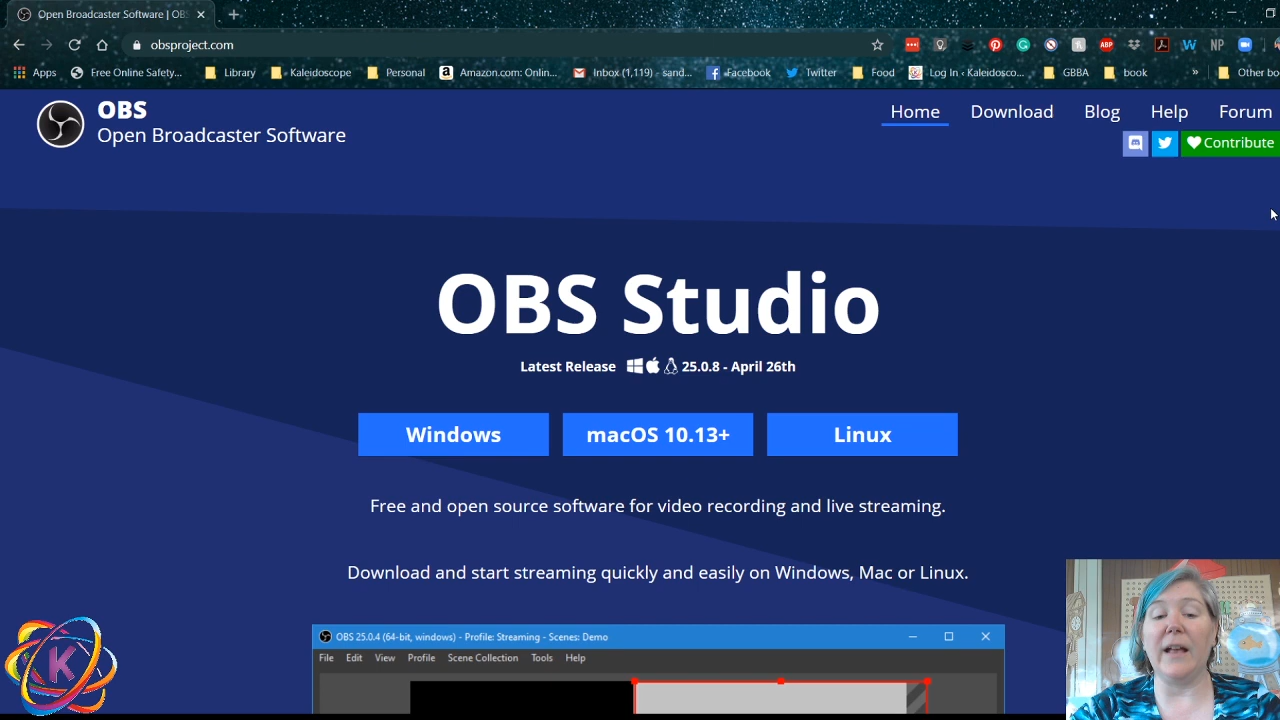 Open Broadcaster Software | OBS
obsproject.com
ABP
NP
Apps
Free Online Safety...
Library
Kaleidoscope
Personal
a Amazon.com: Onlin...
Inbox (1,119) - sand...
Facebook
Twitter
Food
Log In ‹ Kaleidosco...
GBBA
book
»
Other bo
OBS
Open Broadcaster Software
Home
Download
Blog
Help
Forum
Contribute
OBS Studio
Latest Release 25.0.8 - April 26th
Windows
macOS 10.13+
Linux
Free and open source software for video recording and live streaming.
Download and start streaming quickly and easily on Windows, Mac or Linux.
OBS 25.0.4 (64-bit, windows) - Profile: Streaming - Scenes: Demo
File Edit View Profile Scene Collection Tools Help
K